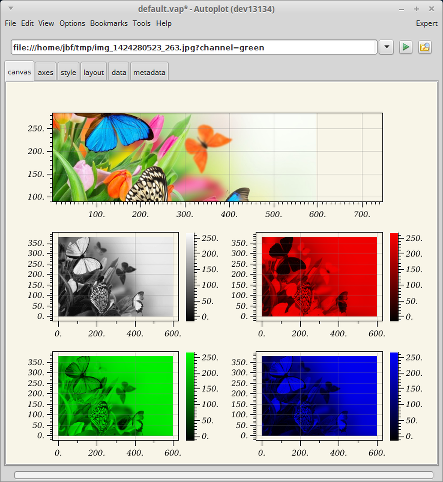 default.vap* - Autoplot (dev13134)
File Edit View Options Bookmarks Tools Help Expert
file:///home/jbf/tmp/img_1424280523_263.jpg?channel=green
canvas axes style layout data metadata
250.
200.
150.
100.
100. 200. 300. 400. 500. 600. 700.
350. 250. 350. 250.
300. 200. 300. 200.
250. 150. 250. 150.
200. 100. 200. 100.
150. 50. 150. 50.
100. 0. 100. 0.
50. 50.
0. 0.
0. 200. 400. 600. 0. 200. 400. 600.
350. 250. 350. 250.
300. 200. 300. 200.
250. 150. 250. 150.
200. 100. 200. 100.
150. 50. 150. 50.
100. 0. 100. 0.
50. 50.
0. 0.
0. 200. 400. 600. 0. 200. 400. 600.